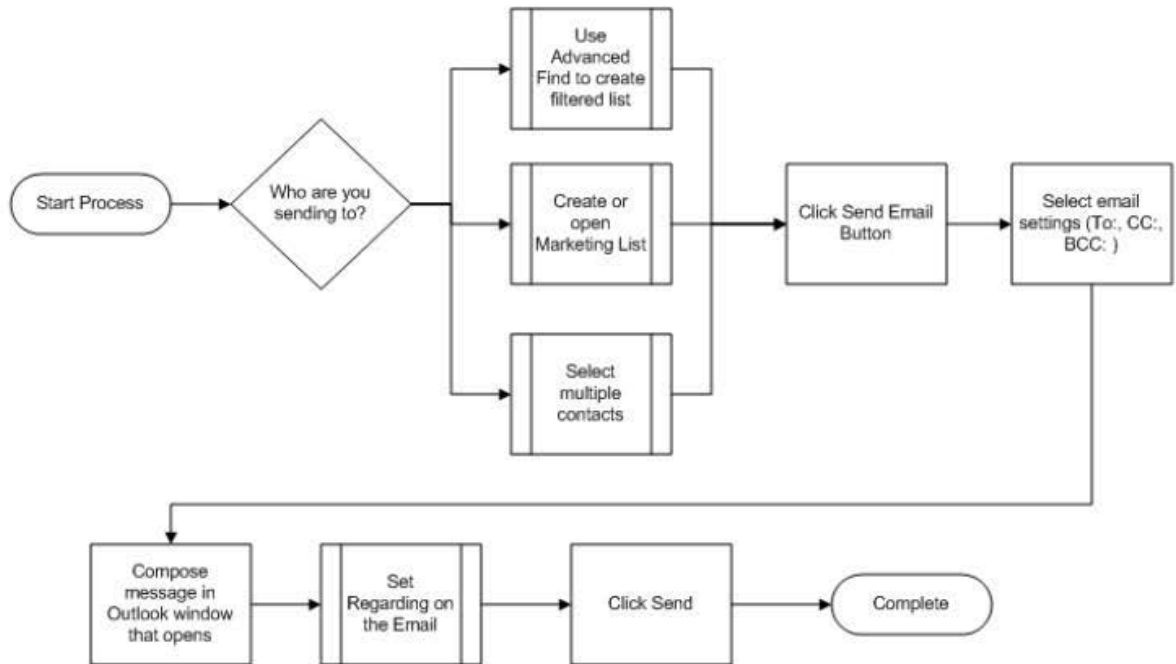 Start Process
Who are you
sending to?
Use
Advanced
Find to create
filtered list
Create or
open
Marketing List
Select
multiple
contacts
Click Send Email
Button
Select email
settings (To:, CC:,
BCC: )
Compose
message in
Outlook window
that opens
Set
Regarding on
the Email
Click Send
Complete